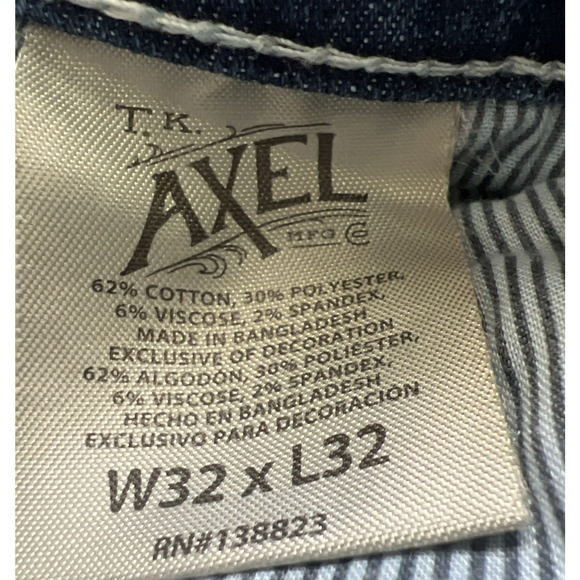 T.K.
AXEL
MFG C
62% COTTON, 30% POLYESTER,
6% VISCOSE, 2% SPANDEX,
MADE IN BANGLADESH
EXCLUSIVE OF DECORATION
62% ALGODÓN, 30% POLIÉSTER,
6% VISCOSE, 2% SPANDEX,
HECHO EN BANGLADESH
EXCLUSIVO PARA DECORACIÓN
W32 x L32
RN#138823